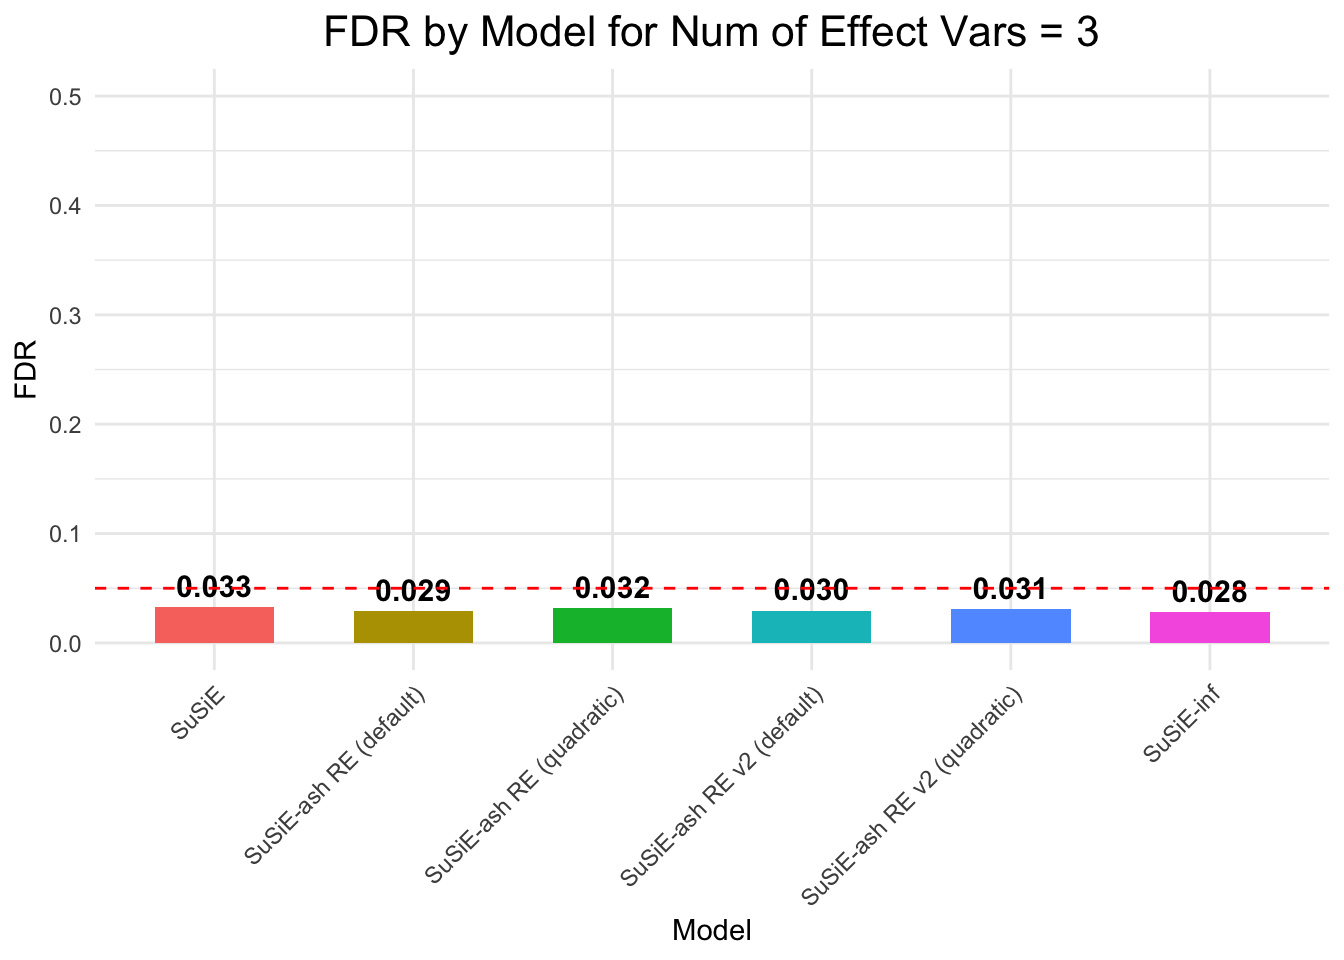 FDR by Model for Num of Effect Vars = 3
FDR
0.5
0.4
0.3
0.2
0.1
0.0
0.033
0.029
0.032
0.030
0.031
0.028
SuSiE
SuSiE-ash RE (default)
SuSiE-ash RE (quadratic)
SuSiE-ash RE v2 (default)
SuSiE-ash RE v2 (quadratic)
SuSiE-inf
Model